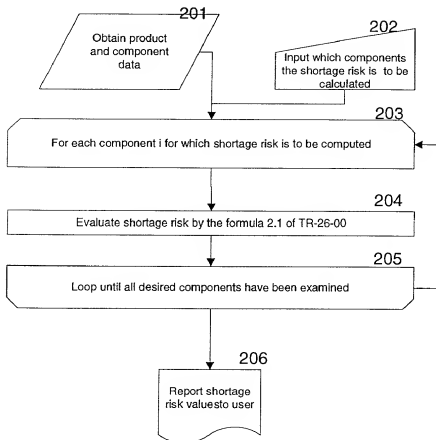 201
Obtain product
and component
data
202
Input which components
the shortage risk is to be
calculated
203
For each component i for which shortage risk is to be computed
204
Evaluate shortage risk by the formula 2.1 of TR-26-00
205
Loop until all desired components have been examined
206
Report shortage
risk valuesto user